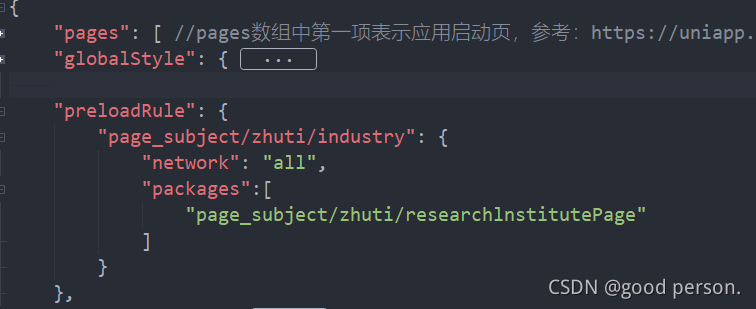 {
"pages": [ //pages数组中第一项表示应用启动页，参考：https://uniapp.
"globalStyle": { ...
"preloadRule": {
"page_subject/zhuti/industry": {
"network": "all",
"packages":[
"page_subject/zhuti/researchlnstitutePage"
]
}
},
CSDN @good person.